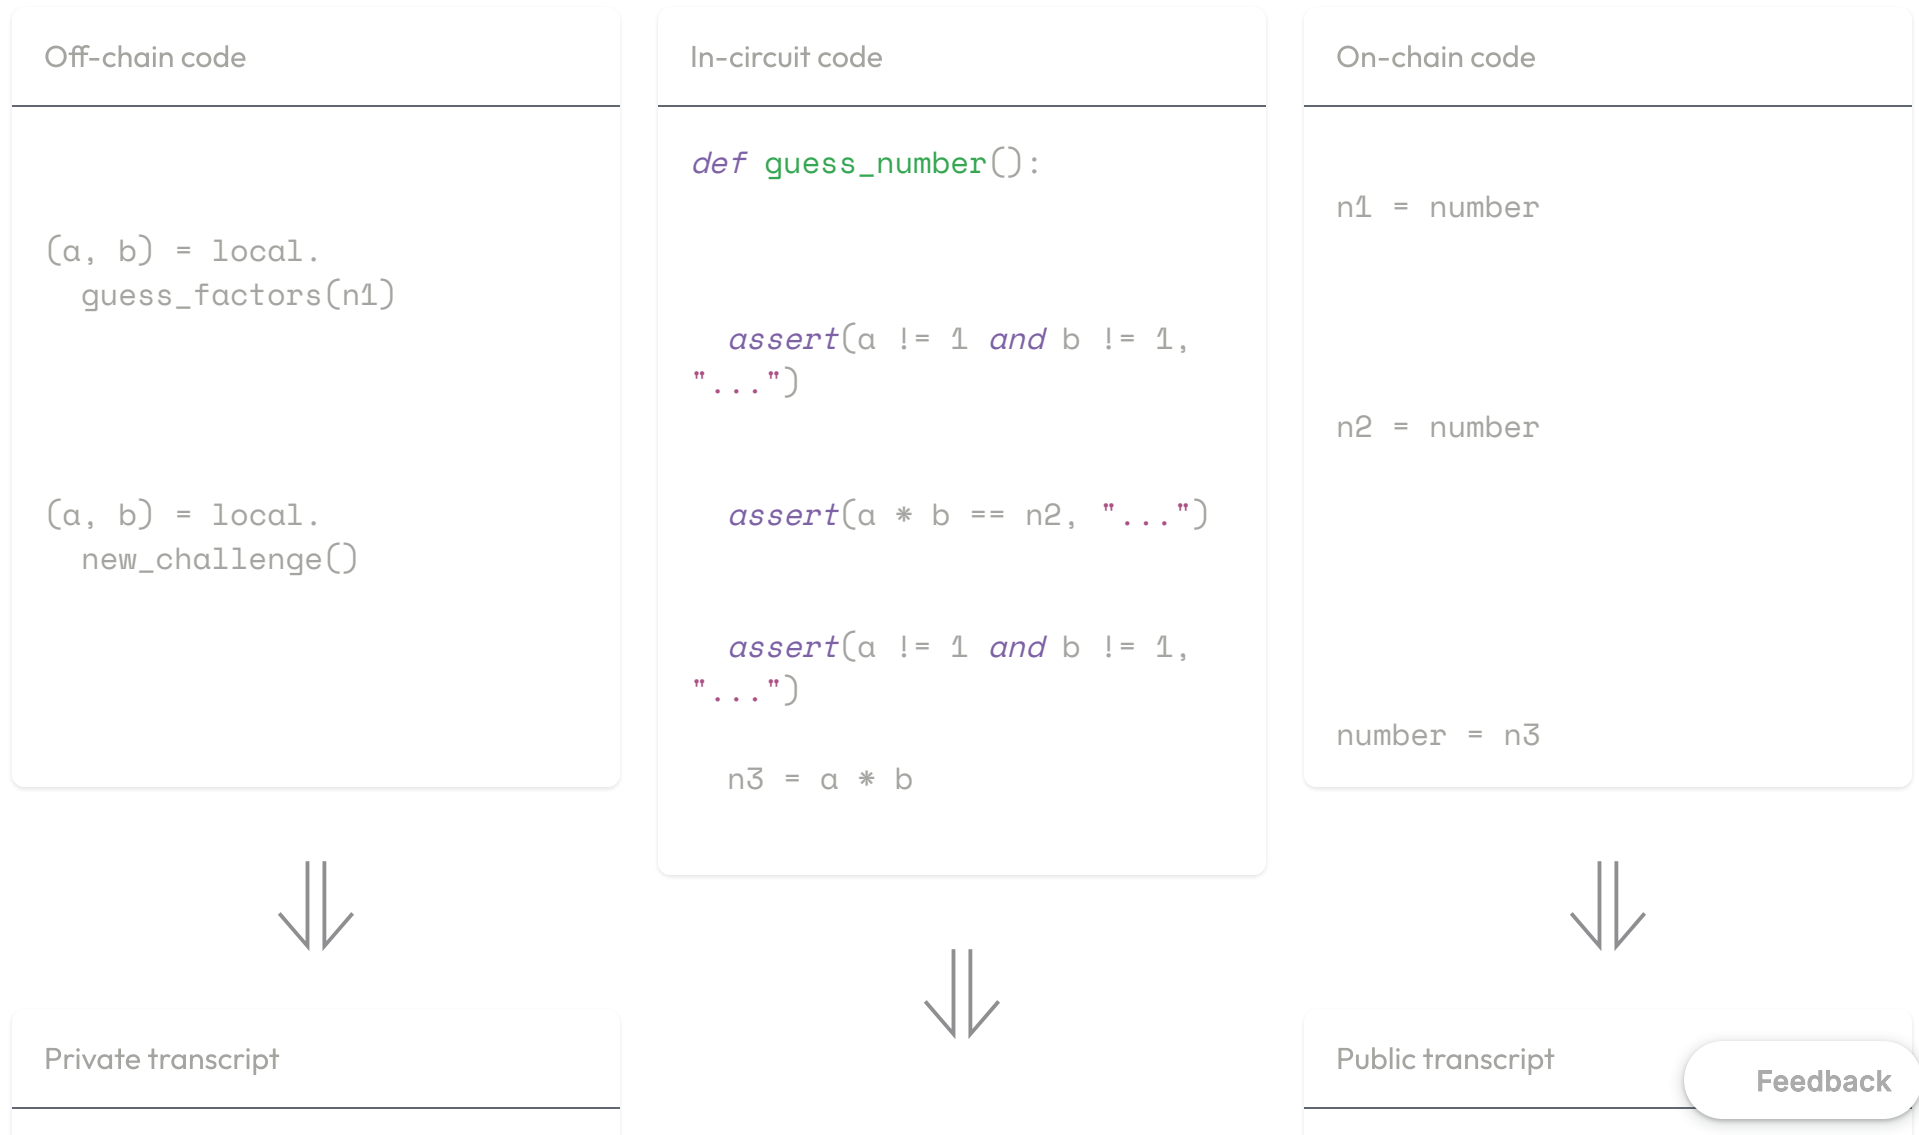 Off-chain code
(a, b) = local.
  guess_factors(n1)
(a, b) = local.
  new_challenge()
In-circuit code
def guess_number():
  assert(a != 1 and b != 1,
"...")
  assert(a * b == n2, "...")
  assert(a != 1 and b != 1,
"...")
  n3 = a * b
On-chain code
n1 = number
n2 = number
number = n3
Private transcript
Public transcript
Feedback